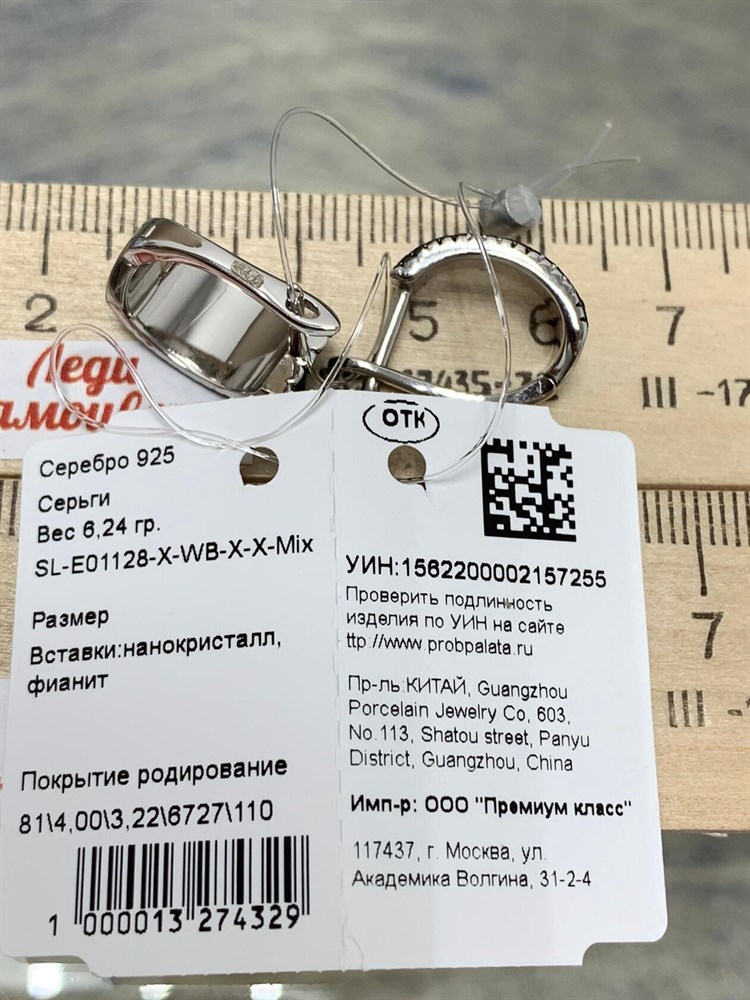 2
5
6
7
III
Леди
ОТК
Серебро 925
Серьги
Вес 6,24 гр.
SL-E01128-X-WB-X-X-Mix
Размер
Вставки:нанокристалл,
фианит
Покрытие родирование
81\4,00\3,22\6727\110
1 000013 274329
УИН:1562200002157255
Проверить подлинность
изделия по УИН на сайте
ttp://www.probpalata.ru
Пр-ль:КИТАЙ, Guangzhou
Porcelain Jewelry Co, 603,
No.113, Shatou street, Panyu
District, Guangzhou, China
Имп-р: ООО "Премиум класс"
117437, г. Москва, ул.
Академика Волгина, 31-2-4
7
III